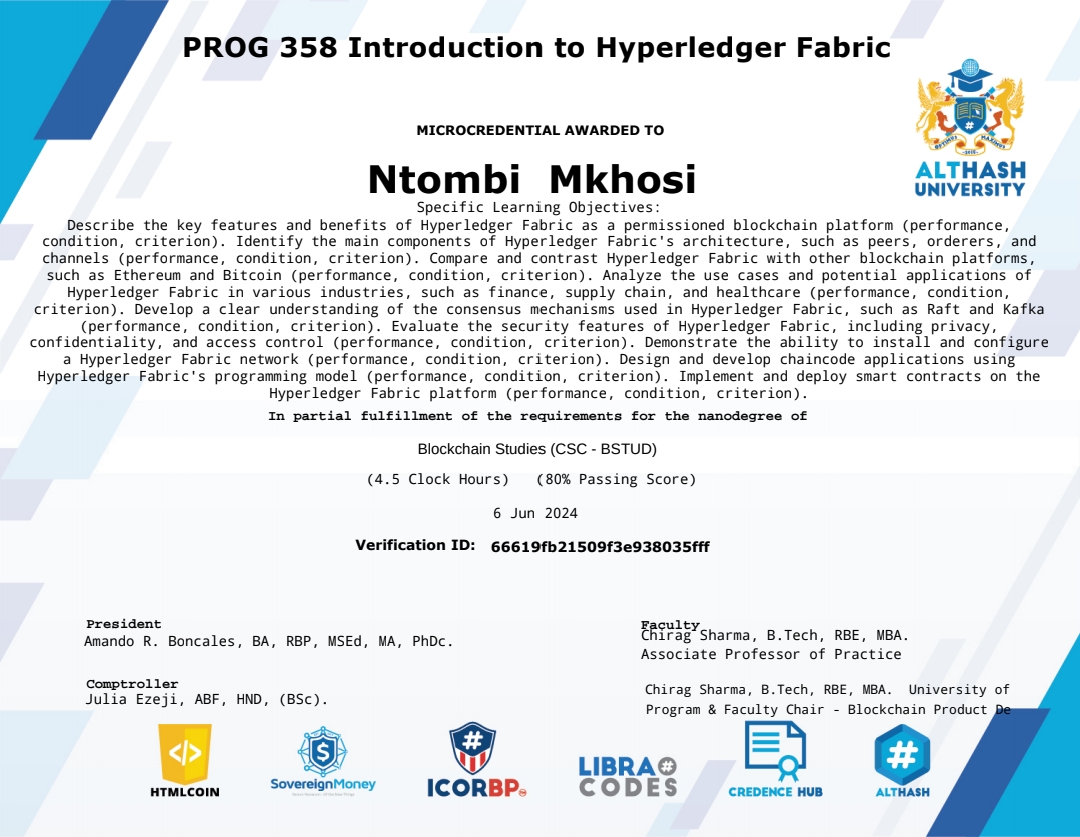 PROG 358 Introduction to Hyperledger Fabric
MICROCREDENTIAL AWARDED TO
OPTIMUS MAXIMUS
ALTHASH
UNIVERSITY
Ntombi Mkhosi
Specific Learning Objectives:
Describe the key features and benefits of Hyperledger Fabric as a permissioned blockchain platform (performance,
condition, criterion). Identify the main components of Hyperledger Fabric's architecture, such as peers, orderers, and
channels (performance, condition, criterion). Compare and contrast Hyperledger Fabric with other blockchain platforms,
such as Ethereum and Bitcoin (performance, condition, criterion). Analyze the use cases and potential applications of
Hyperledger Fabric in various industries, such as finance, supply chain, and healthcare (performance, condition,
criterion). Develop a clear understanding of the consensus mechanisms used in Hyperledger Fabric, such as Raft and Kafka
(performance, condition, criterion). Evaluate the security features of Hyperledger Fabric, including privacy,
confidentiality, and access control (performance, condition, criterion). Demonstrate the ability to install and configure
a Hyperledger Fabric network (performance, condition, criterion). Design and develop chaincode applications using
Hyperledger Fabric's programming model (performance, condition, criterion). Implement and deploy smart contracts on the
Hyperledger Fabric platform (performance, condition, criterion).
In partial fulfillment of the requirements for the nanodegree of
Blockchain Studies (CSC - BSTUD)
(4.5 Clock Hours) (80% Passing Score)
6 Jun 2024
Verification ID: 66619fb21509f3e938035fff
President
Amando R. Boncales, BA, RBP, MSEd, MA, PhDc.
Comptroller
Julia Ezeji, ABF, HND, (BSc).
Faculty
Chirag Sharma, B.Tech, RBE, MBA.
Associate Professor of Practice
Chirag Sharma, B.Tech, RBE, MBA. University of
Program & Faculty Chair - Blockchain Product De
HTMLCOIN
SovereignMoney
ICORBP
LIBRA#
CODES
CREDENCE HUB
ALTHASH